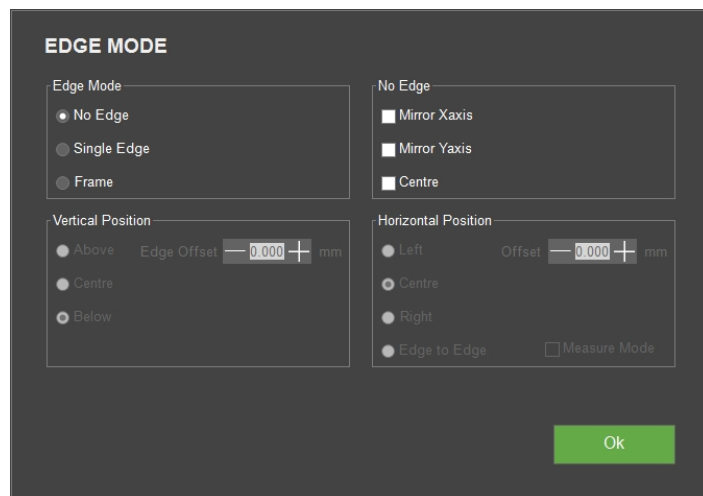 EDGE MODE
Edge Mode
No Edge
Single Edge
Frame
No Edge
Mirror Xaxis
Mirror Yaxis
Centre
Vertical Position
Above Edge Offset 0.000 mm
Centre
Below
Horizontal Position
Left Offset 0.000 mm
Centre
Right
Edge to Edge Measure Mode
Ok